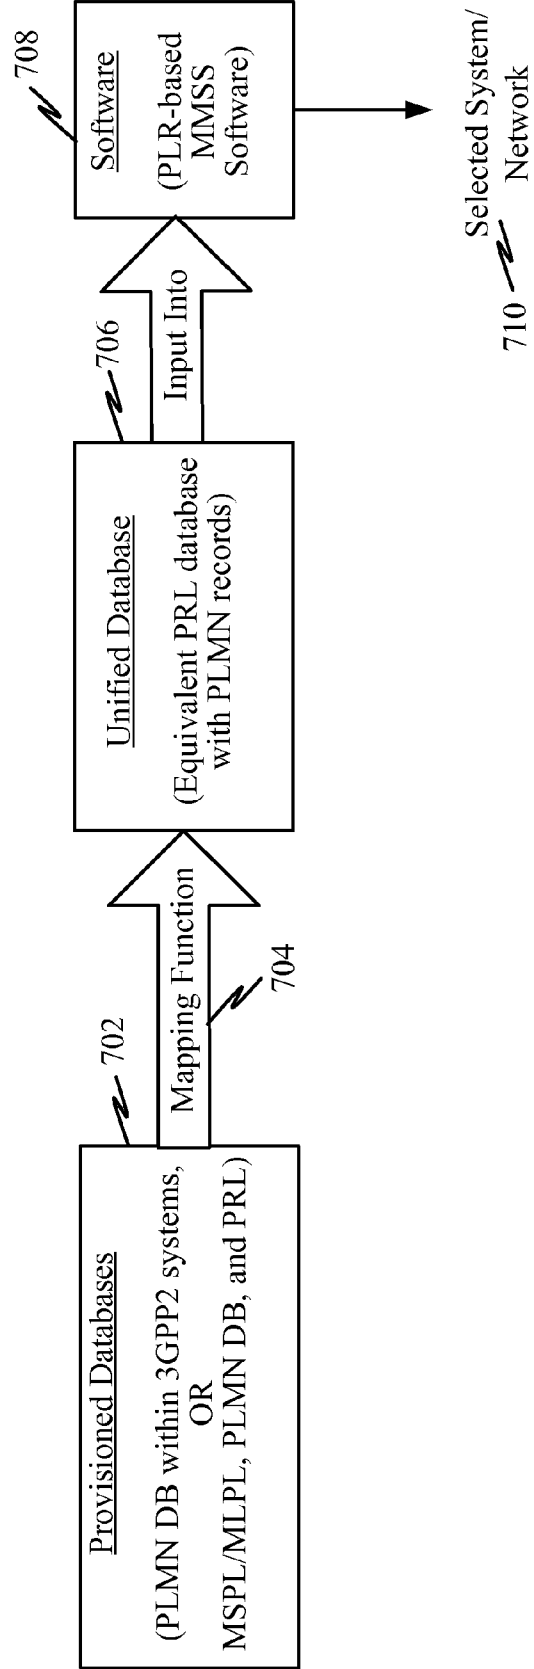 Provisioned Databases
(PLMN DB within 3GPP2 systems,
OR
MSPL/MLPL, PLMN DB, and PRL)
702
Mapping Function
704
Unified Database
(Equivalent PRL database
with PLMN records)
706
Input Into
Software
(PLR-based
MMSS
Software)
708
Selected System/
Network
710